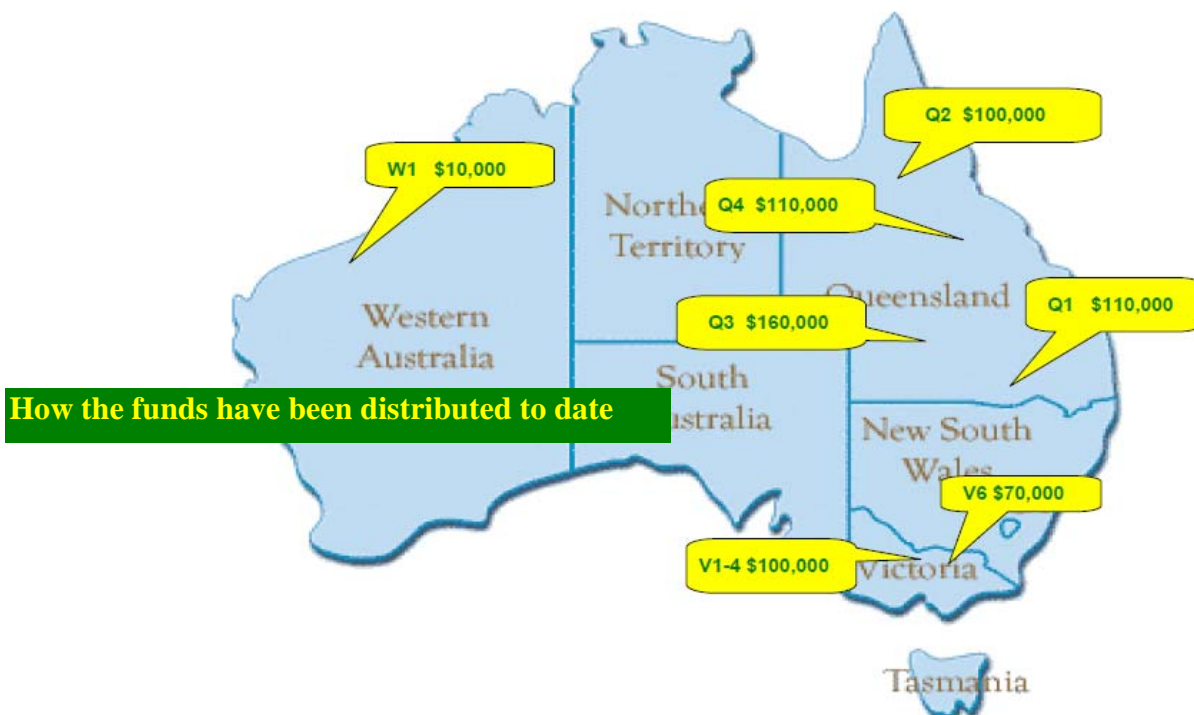 Q2 $100,000
W1 $10,000
Northe
Territory
Q4 $110,000
Queensland
Q1 $110,000
Q3 $160,000
Western
Australia
South
ustralia
How the funds have been distributed to date
New South
Wales
V6 $70,000
V1-4 $100,000
Victoria
Tasmania